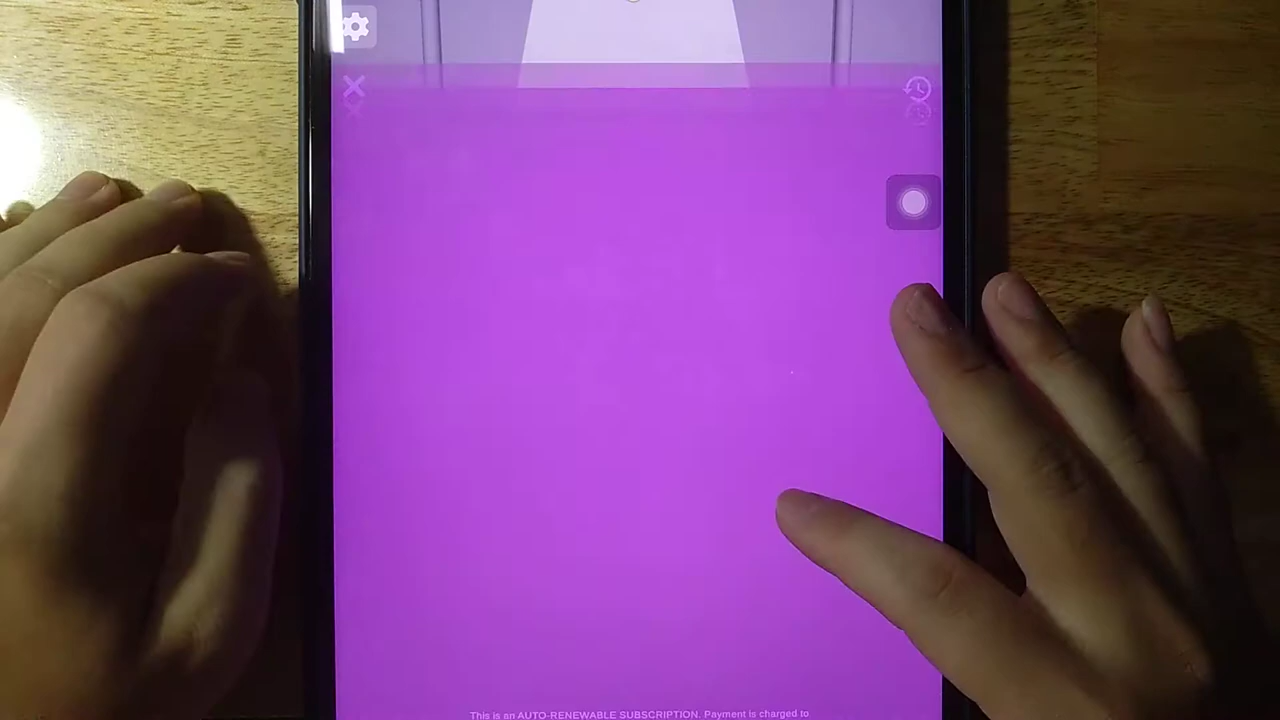 This is an AUTO-RENEWABLE SUBSCRIPTION. Payment is charged to